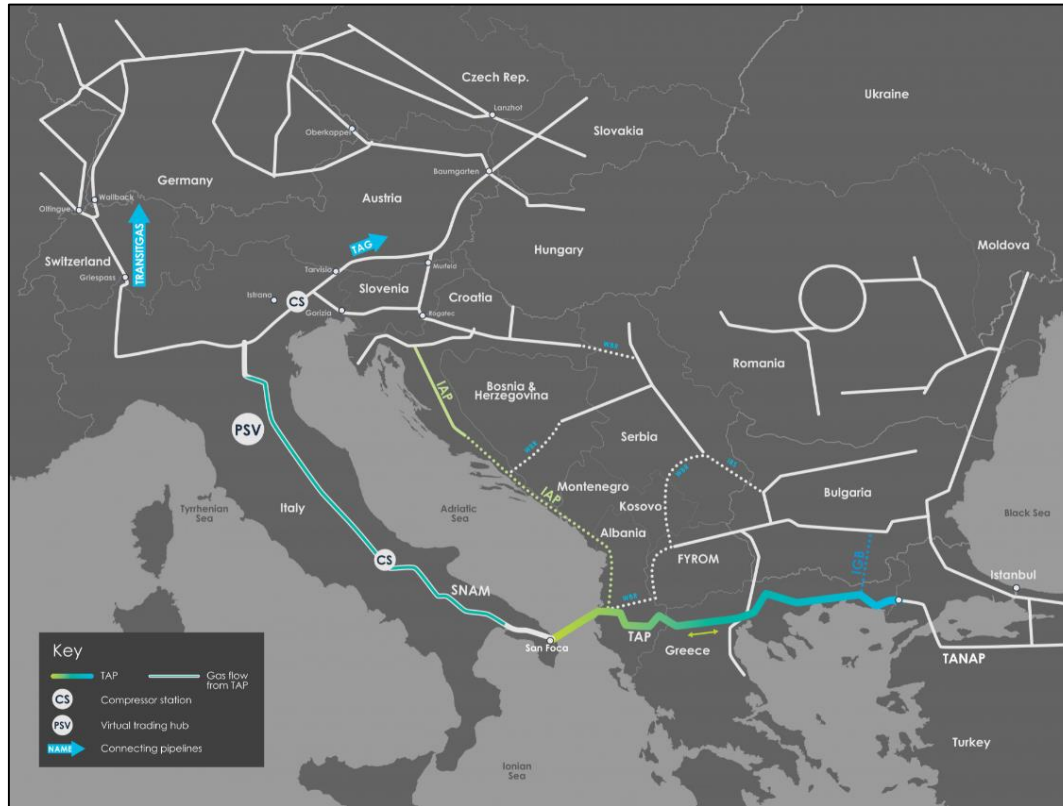 Czech Rep.
Ukraine
Lanzhot
Oberkappel
Slovakia
Baumgarten
Germany
Wallback
Austria
Oltingue
TRANSITGAS
TAG
Hungary
Moldova
Switzerland
Griespass
Tarvisio
Murfeld
Slovenia
Croatia
Istrana
CS
Gorizia
Rogatec
Romania
IAP
Bosnia &
Herzegovina
PSV
Serbia
Montenegro
IAP
Kosovo
Bulgaria
Italy
Tyrrhenian
Sea
Adriatic
Sea
Albania
Black Sea
FYROM
IGB
CS
Istanbul
SNAM
San Foca
TAP
Greece
TANAP
Turkey
Ionian
Sea
Key
TAP
Gas flow
from TAP
CS
Compressor station
PSV
Virtual trading hub
NAME
Connecting pipelines